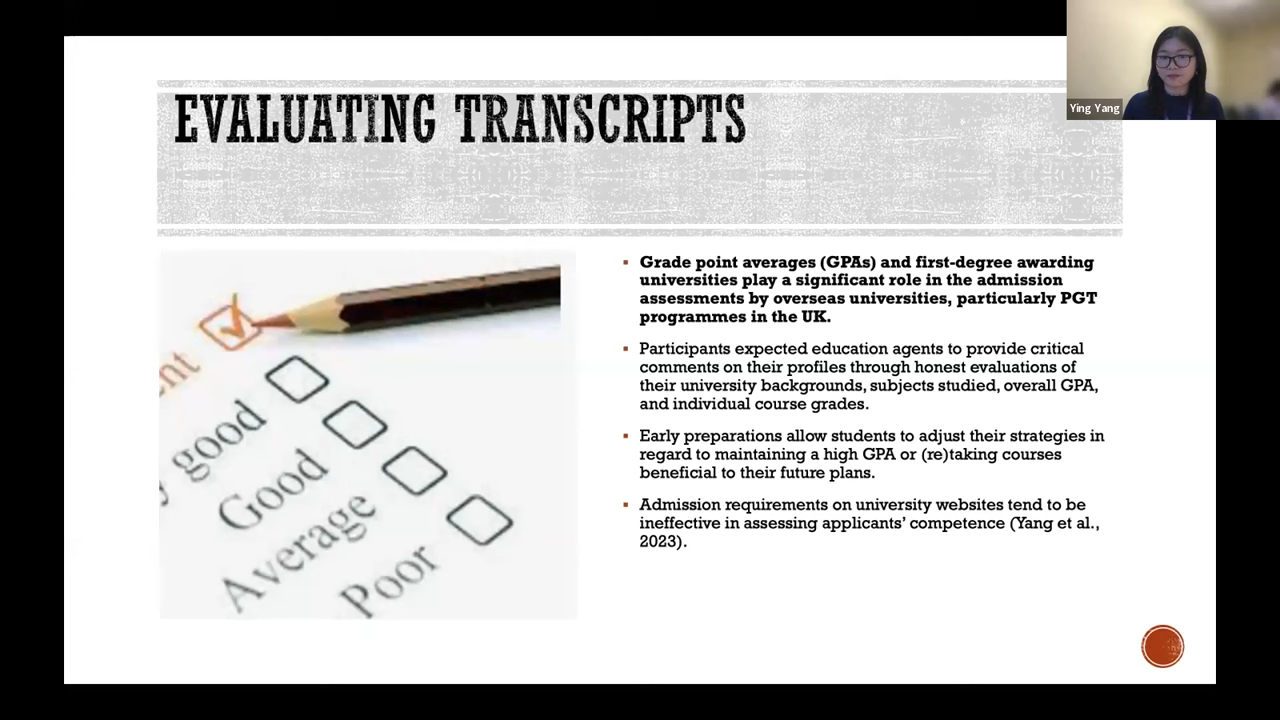 EVALUATING TRANSCRIPTS
Ying Yang
Grade point averages (GPAs) and first-degree awarding
universities play a significant role in the admission
assessments by overseas universities, particularly PGT
programmes in the UK.
Participants expected education agents to provide critical
comments on their profiles through honest evaluations of
their university backgrounds, subjects studied, overall GPA,
and individual course grades.
Early preparations allow students to adjust their strategies in
regard to maintaining a high GPA or (re)taking courses
beneficial to their future plans.
Admission requirements on university websites tend to be
ineffective in assessing applicants’ competence (Yang et al.,
2023).
nt
y good
Good
Average
Poor